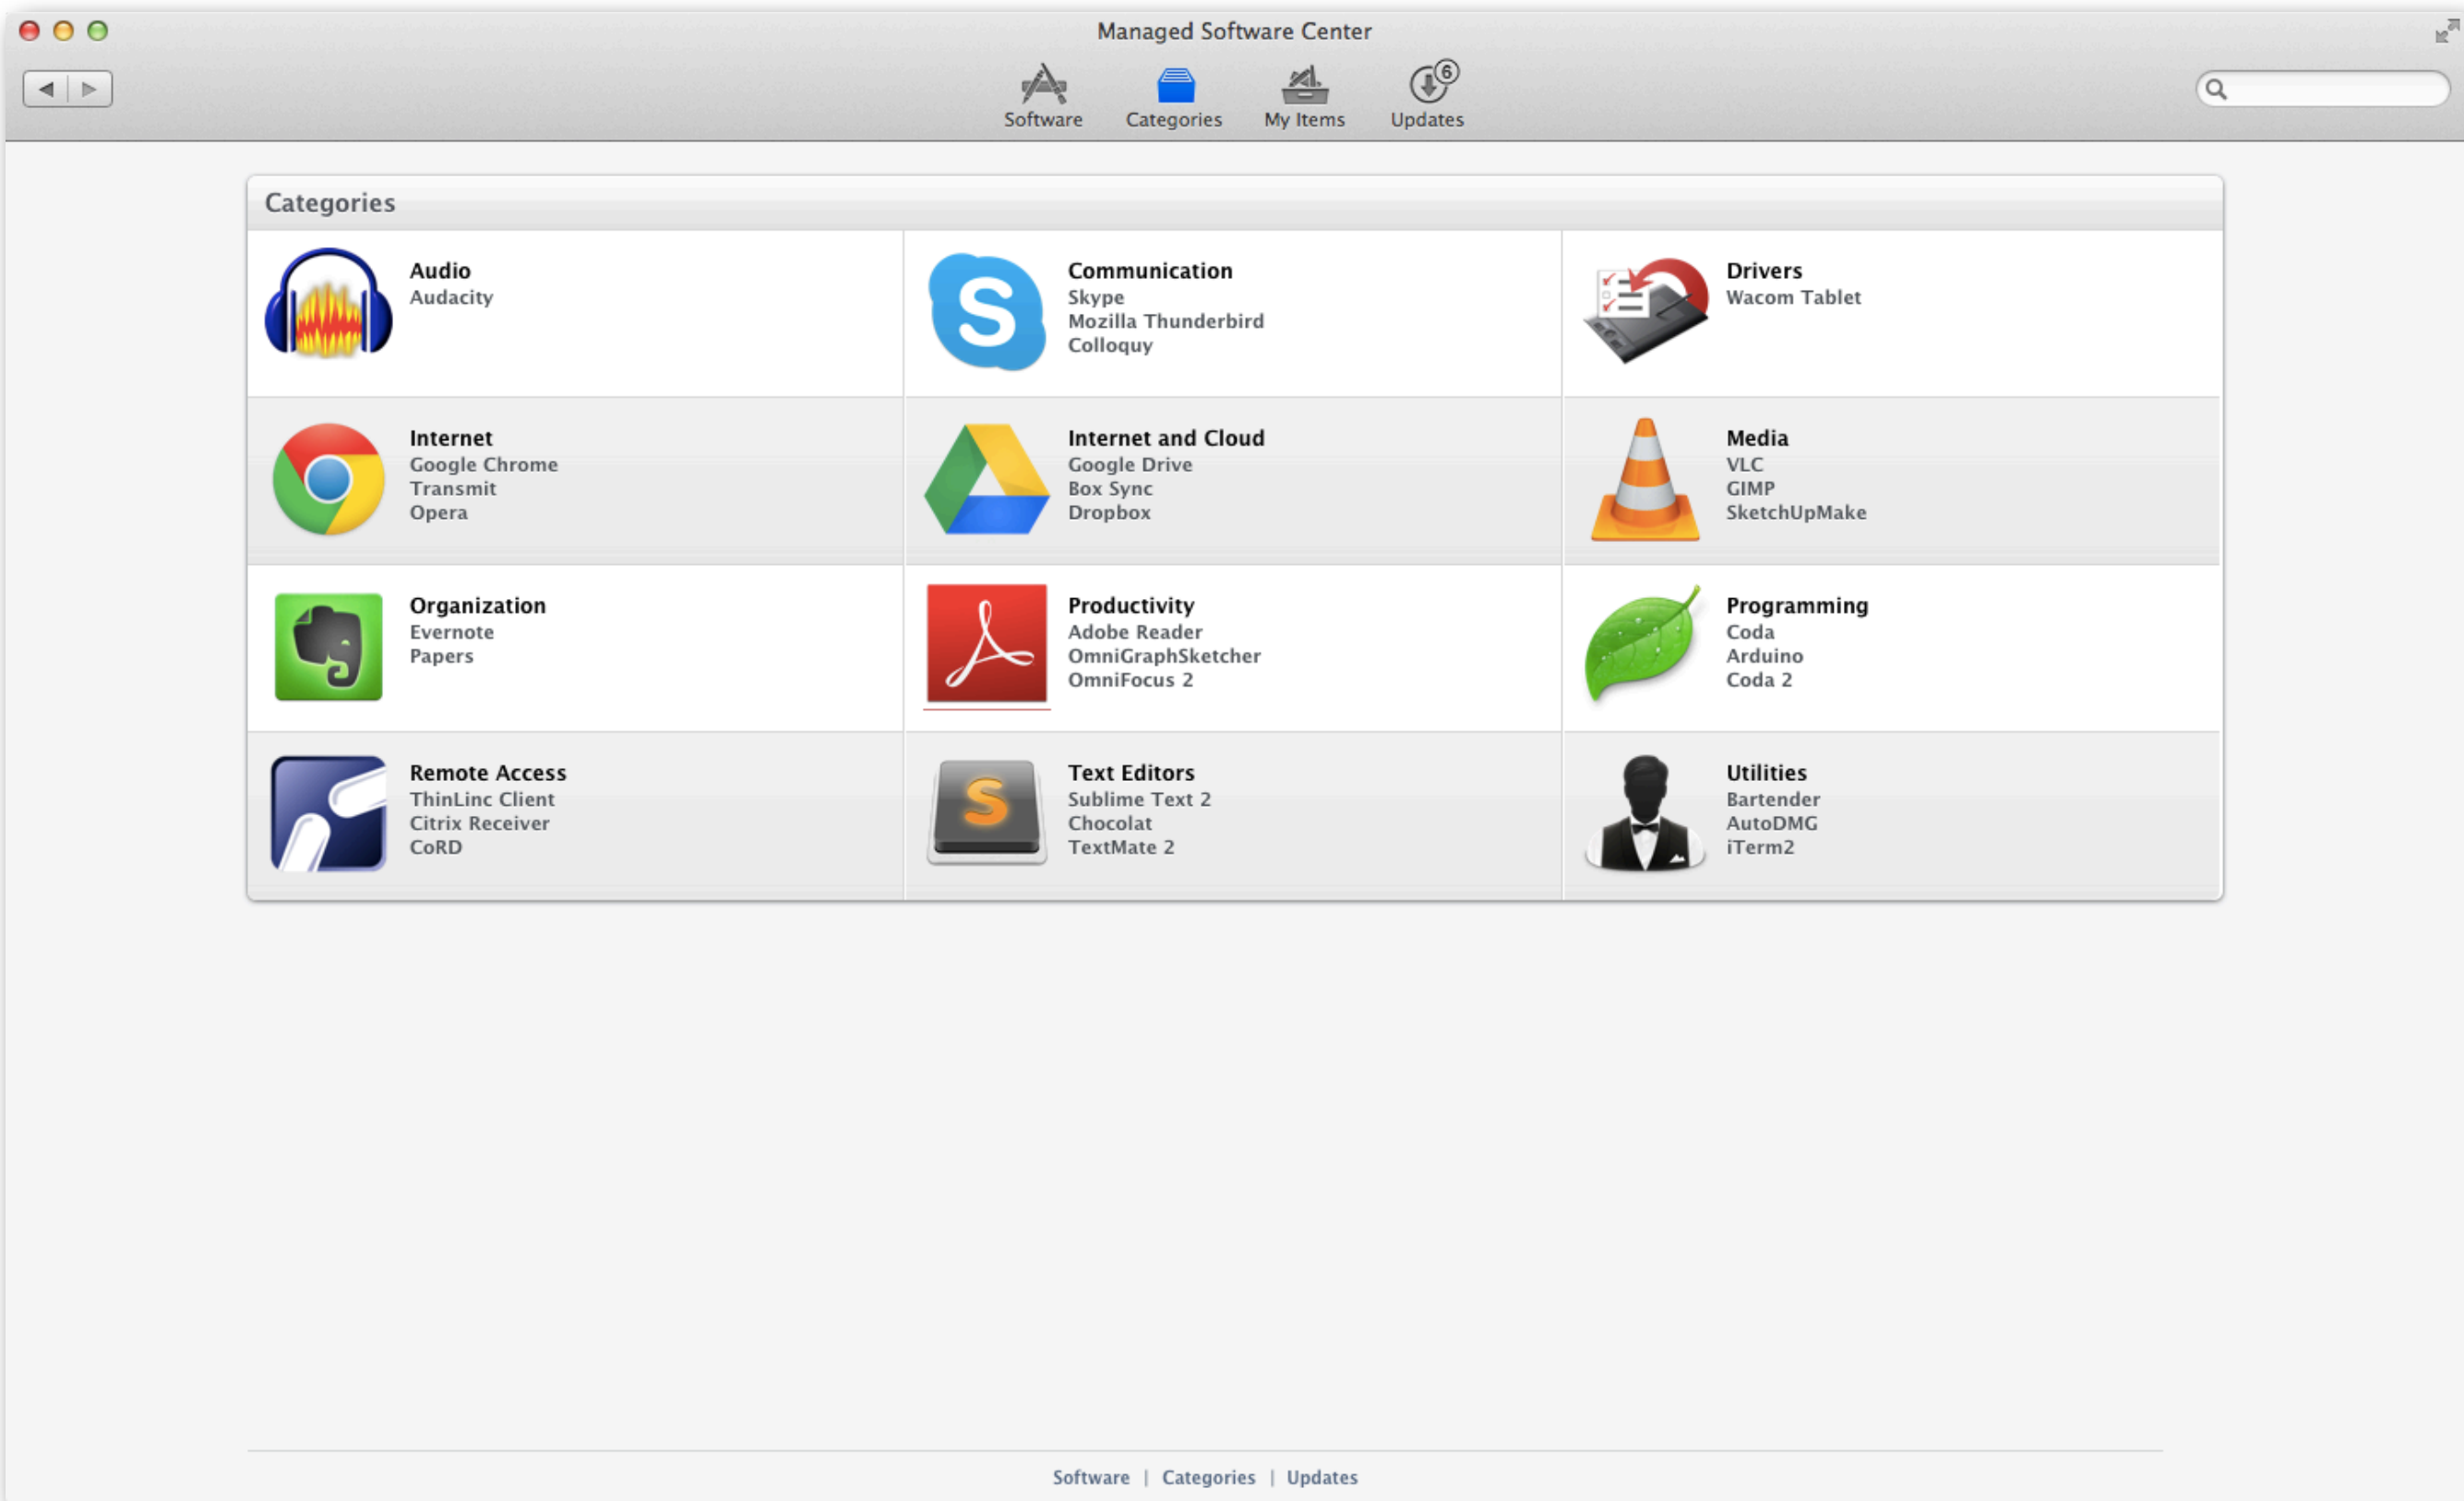 Managed Software Center
Software
Categories
My Items
6
Updates
Categories
Audio
Audacity
Communication
Skype
Mozilla Thunderbird
Colloquy
Drivers
Wacom Tablet
Internet
Google Chrome
Transmit
Opera
Internet and Cloud
Google Drive
Box Sync
Dropbox
Media
VLC
GIMP
SketchUpMake
Organization
Evernote
Papers
Productivity
Adobe Reader
OmniGraphSketcher
OmniFocus 2
Programming
Coda
Arduino
Coda 2
Remote Access
ThinLinc Client
Citrix Receiver
CoRD
Text Editors
Sublime Text 2
Chocolat
TextMate 2
Utilities
Bartender
AutoDMG
iTerm2
Software | Categories | Updates